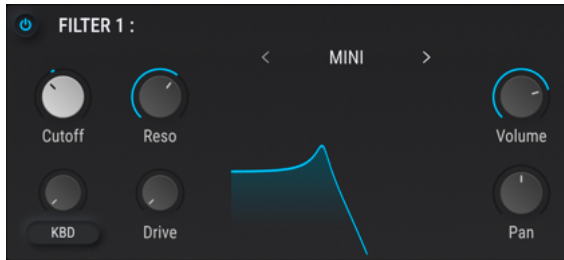 FILTER 1 :
< MINI >
Cutoff Reso Volume
KBD Drive Pan